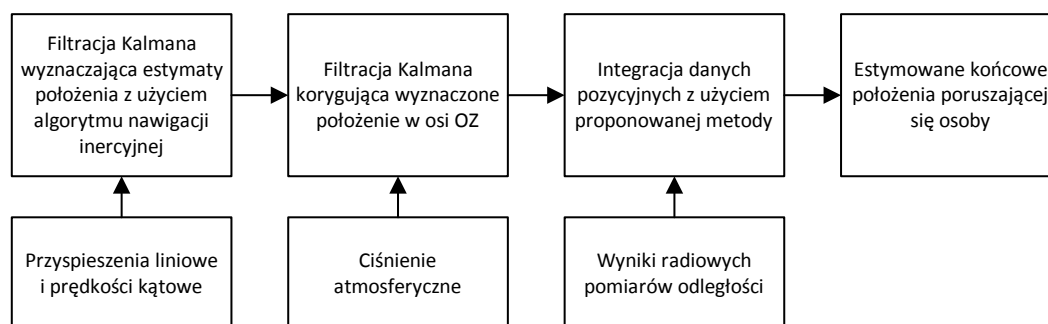 Filtracja Kalmana
wyznaczająca estymaty
położenia z użyciem
algorytmu nawigacji
inercyjnej
Filtracja Kalmana
korygująca wyznaczone
położenie w osi OZ
Integracja danych
pozycyjnych z użyciem
proponowanej metody
Estymowane końcowe
położenia poruszającej
się osoby
Przyspieszenia liniowe
i prędkości kątowe
Ciśnienie
atmosferyczne
Wyniki radiowych
pomiarów odległości